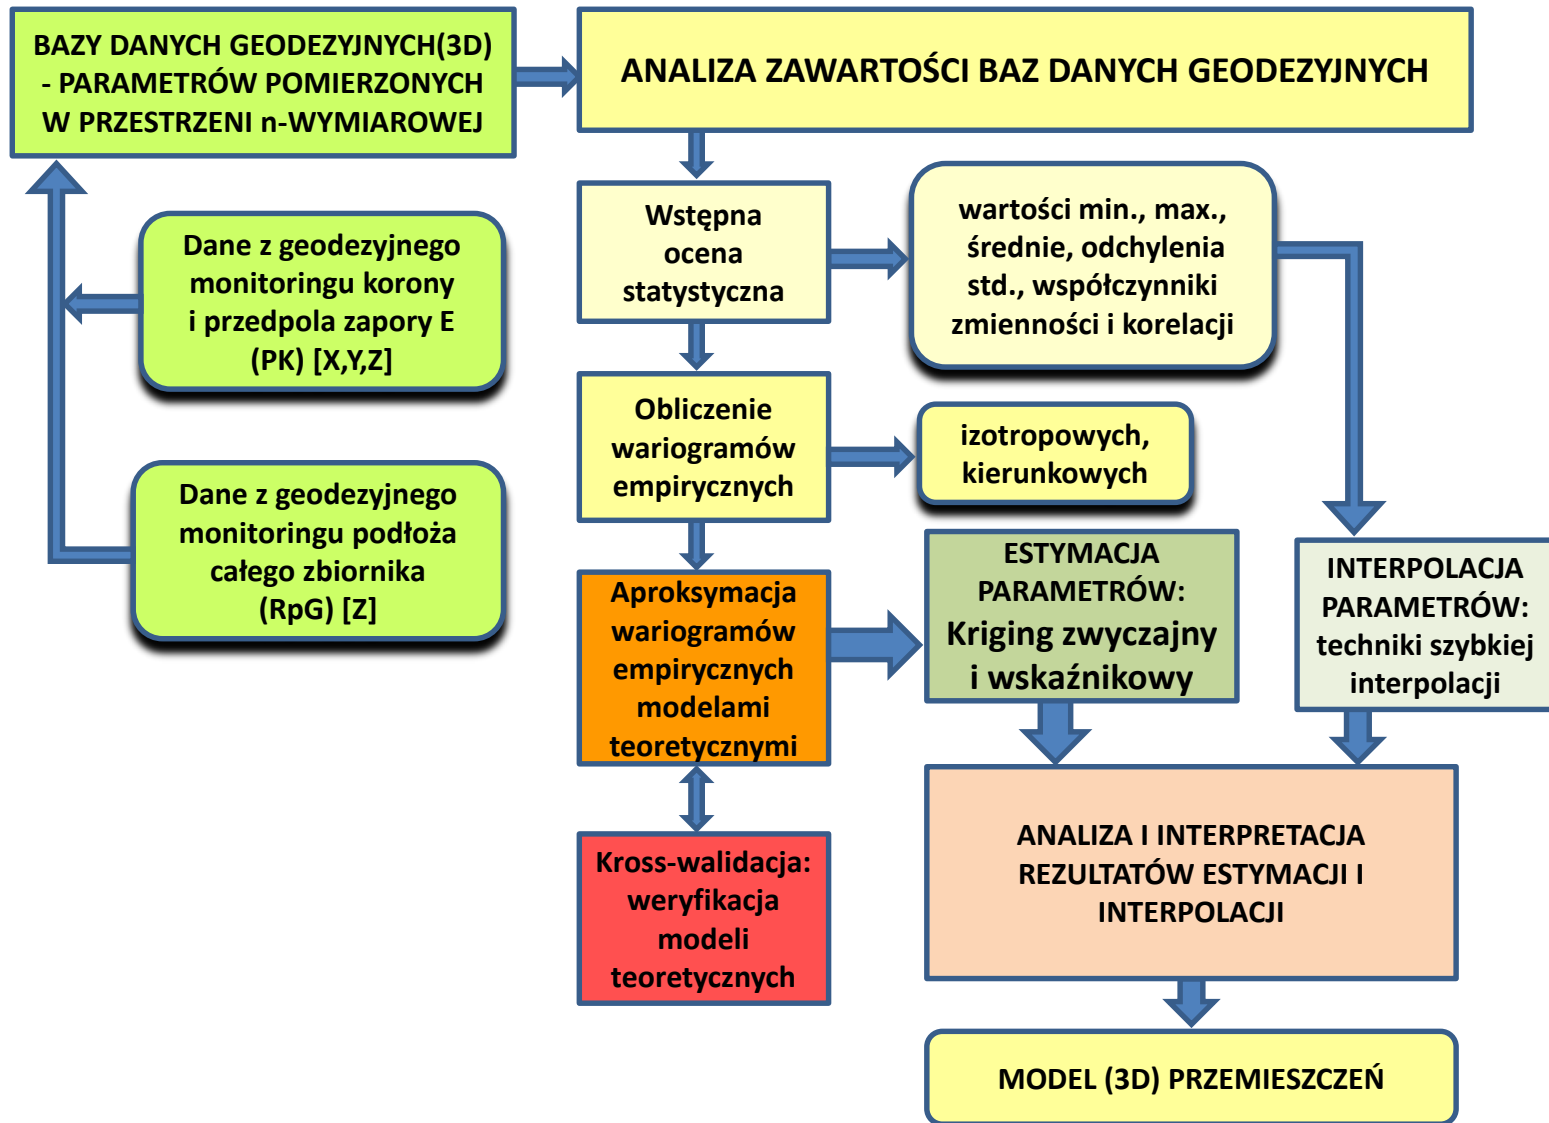 BAZY DANYCH GEODEZYJNYCH(3D)
- PARAMETRÓW POMIERZONYCH
W PRZESTRZENI n-WYMIAROWEJ
ANALIZA ZAWARTOŚCI BAZ DANYCH GEODEZYJNYCH
Dane z geodezyjnego
monitoringu korony
i przedpola zapory E
(PK) [X,Y,Z]
Dane z geodezyjnego
monitoringu podłoża
całego zbiornika
(RpG) [Z]
Wstępna
ocena
statystyczna
wartości min., max.,
średnie, odchylenia
std., współczynniki
zmienności i korelacji
Obliczenie
wariogramów
empirycznych
izotropowych,
kierunkowych
Aproksymacja
wariogramów
empirycznych
modelami
teoretycznymi
ESTYMACJA
PARAMETRÓW:
Kriging zwyczajny
i wskaźnikowy
INTERPOLACJA
PARAMETRÓW:
techniki szybkiej
interpolacji
Kross-walidacja:
weryfikacja
modeli
teoretycznych
ANALIZA I INTERPRETACJA
REZULTATÓW ESTYMACJI I
INTERPOLACJI
MODEL (3D) PRZEMIESZCZEŃ